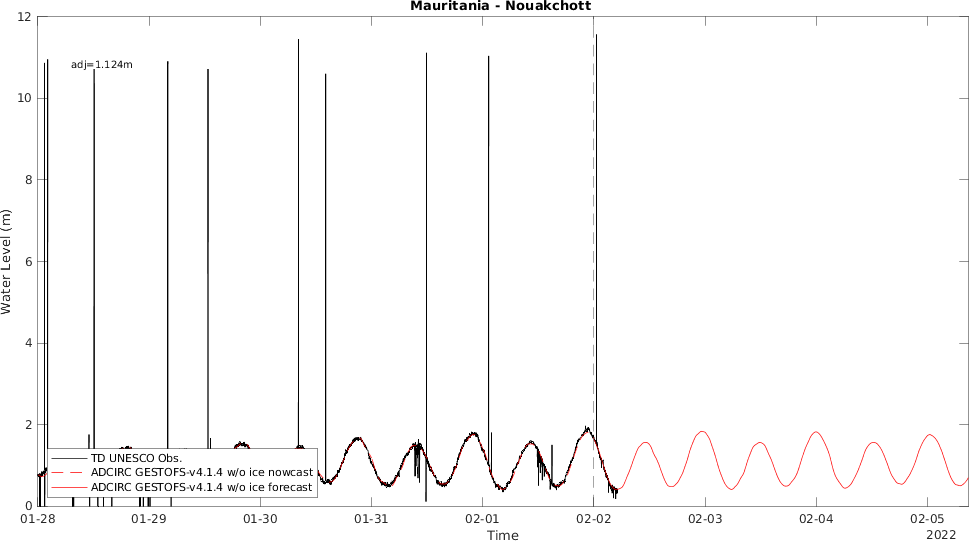 Mauritania - Nouakchott
12
adj=1.124m
10
8
6
4
2
0
Water Level (m)
TD UNESCO Obs.
ADCIRC GESTOFS-v4.1.4 w/o ice nowcast
ADCIRC GESTOFS-v4.1.4 w/o ice forecast
01-28 01-29 01-30 01-31 02-01 02-02 02-03 02-04 02-05
Time
2022